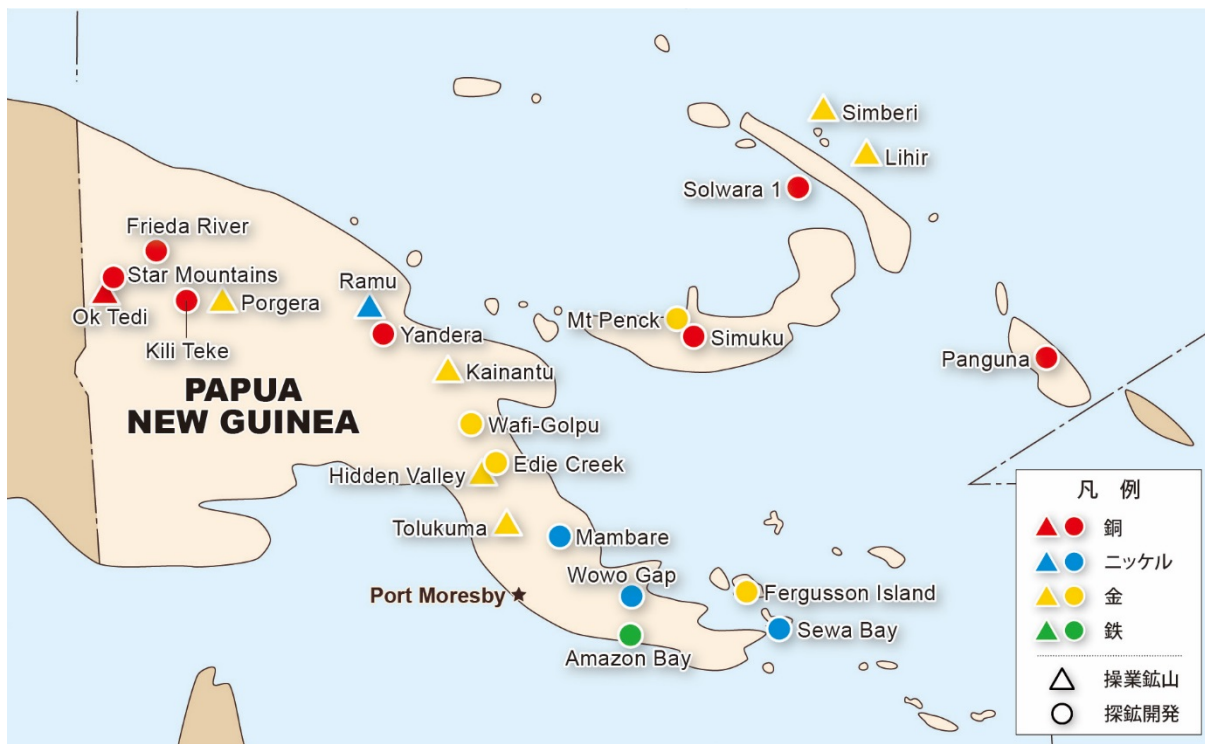 Simberi
Lihir
Solwara 1
Frieda River
Star Mountains
Ok Tedi
Kili Teke
Porgera
Ramu
Yandera
Mt Penck
Simuku
Panguna
Kainantu
PAPUA
NEW GUINEA
Wafi-Golpu
Edie Creek
Hidden Valley
Tolukuma
Mambare
Wowo Gap
Port Moresby
Fergusson Island
Sewa Bay
Amazon Bay
凡 例
銅
ニッケル
金
鉄
操業鉱山
探鉱開発